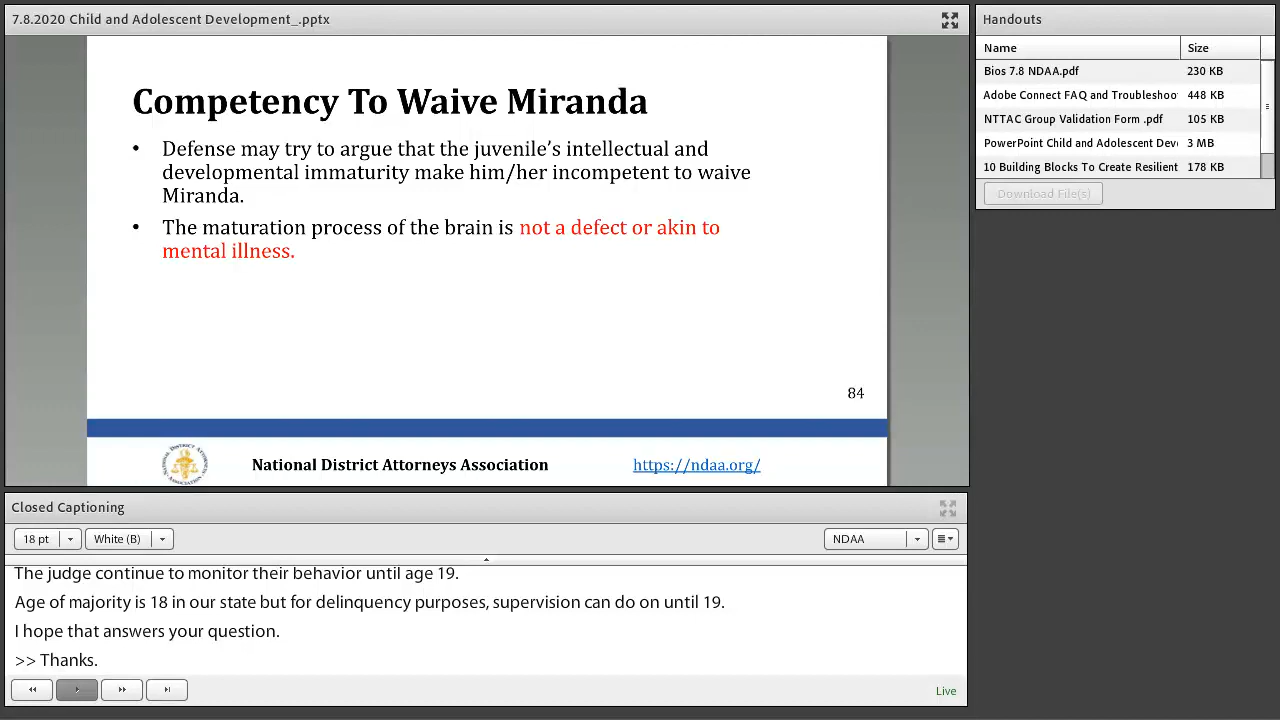 7.8.2020 Child and Adolescent Development_.pptx
Competency To Waive Miranda
• Defense may try to argue that the juvenile’s intellectual and
developmental immaturity make him/her incompetent to waive
Miranda.
• The maturation process of the brain is not a defect or akin to
mental illness.
84
NATIONAL DISTRICT ATTORNEYS ASSOCIATION
National District Attorneys Association https://ndaa.org/
Handouts
Name Size
Bios 7.8 NDAA.pdf 230 KB
Adobe Connect FAQ and Troubleshoo 448 KB
NTTAC Group Validation Form .pdf 105 KB
PowerPoint Child and Adolescent Dev 3 MB
10 Building Blocks To Create Resilient 178 KB
Download File(s)
Closed Captioning
18 pt White (B) NDAA
The judge continue to monitor their behavior until age 19.
Age of majority is 18 in our state but for delinquency purposes, supervision can do on until 19.
I hope that answers your question.
>> Thanks.
Live